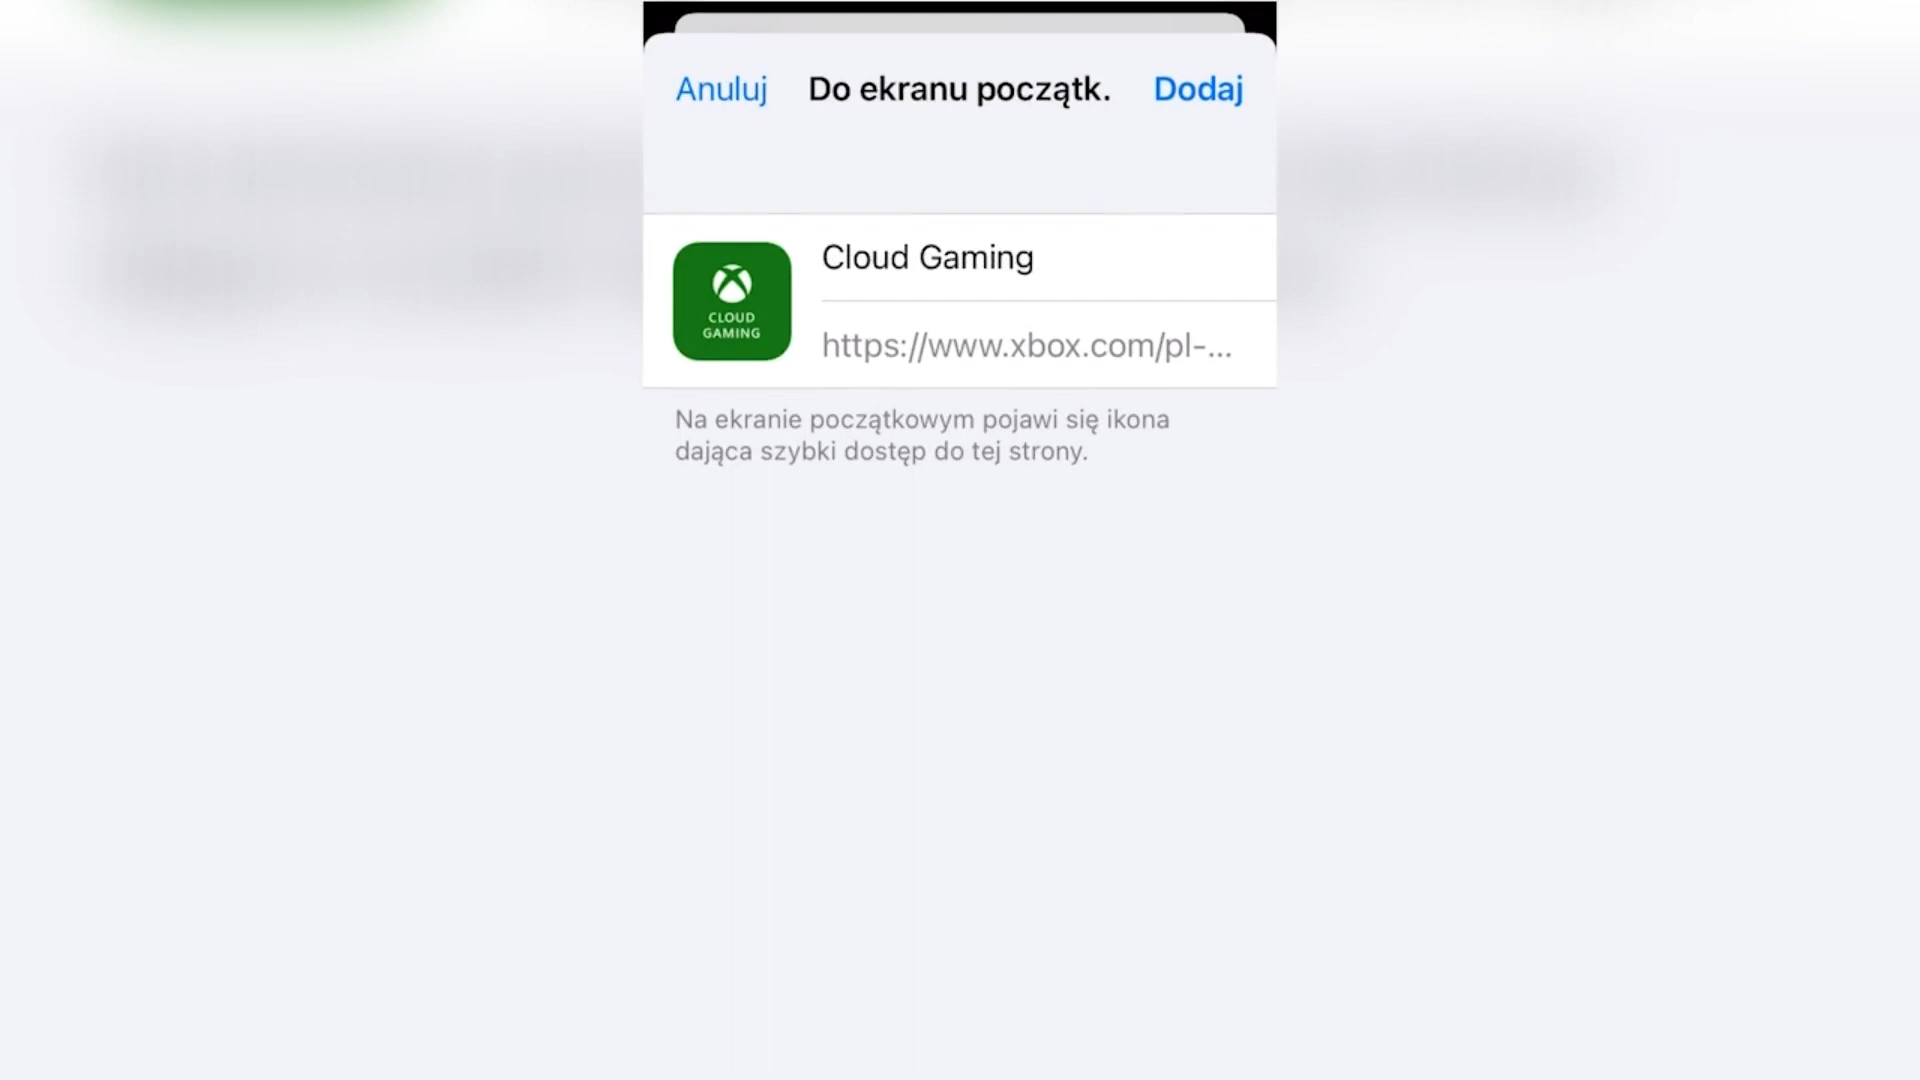 Anuluj Do ekranu początk. Dodaj
Cloud Gaming
CLOUD
GAMING
https://www.xbox.com/pl-...
Na ekranie początkowym pojawi się ikona
dająca szybki dostęp do tej strony.